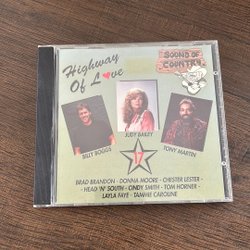 Highway
Of Love
SOUND OF
COUNTRY
JUDY BAILEY
BILLY BOGGS
TONY MARTIN
17
BRAD BRANDON - DONNA MOORE - CHESTER LESTER -
- HEAD 'N' SOUTH - CINDY SMITH - TOM HORNER -
LAYLA FAYE - TAMMIE CAROLINE